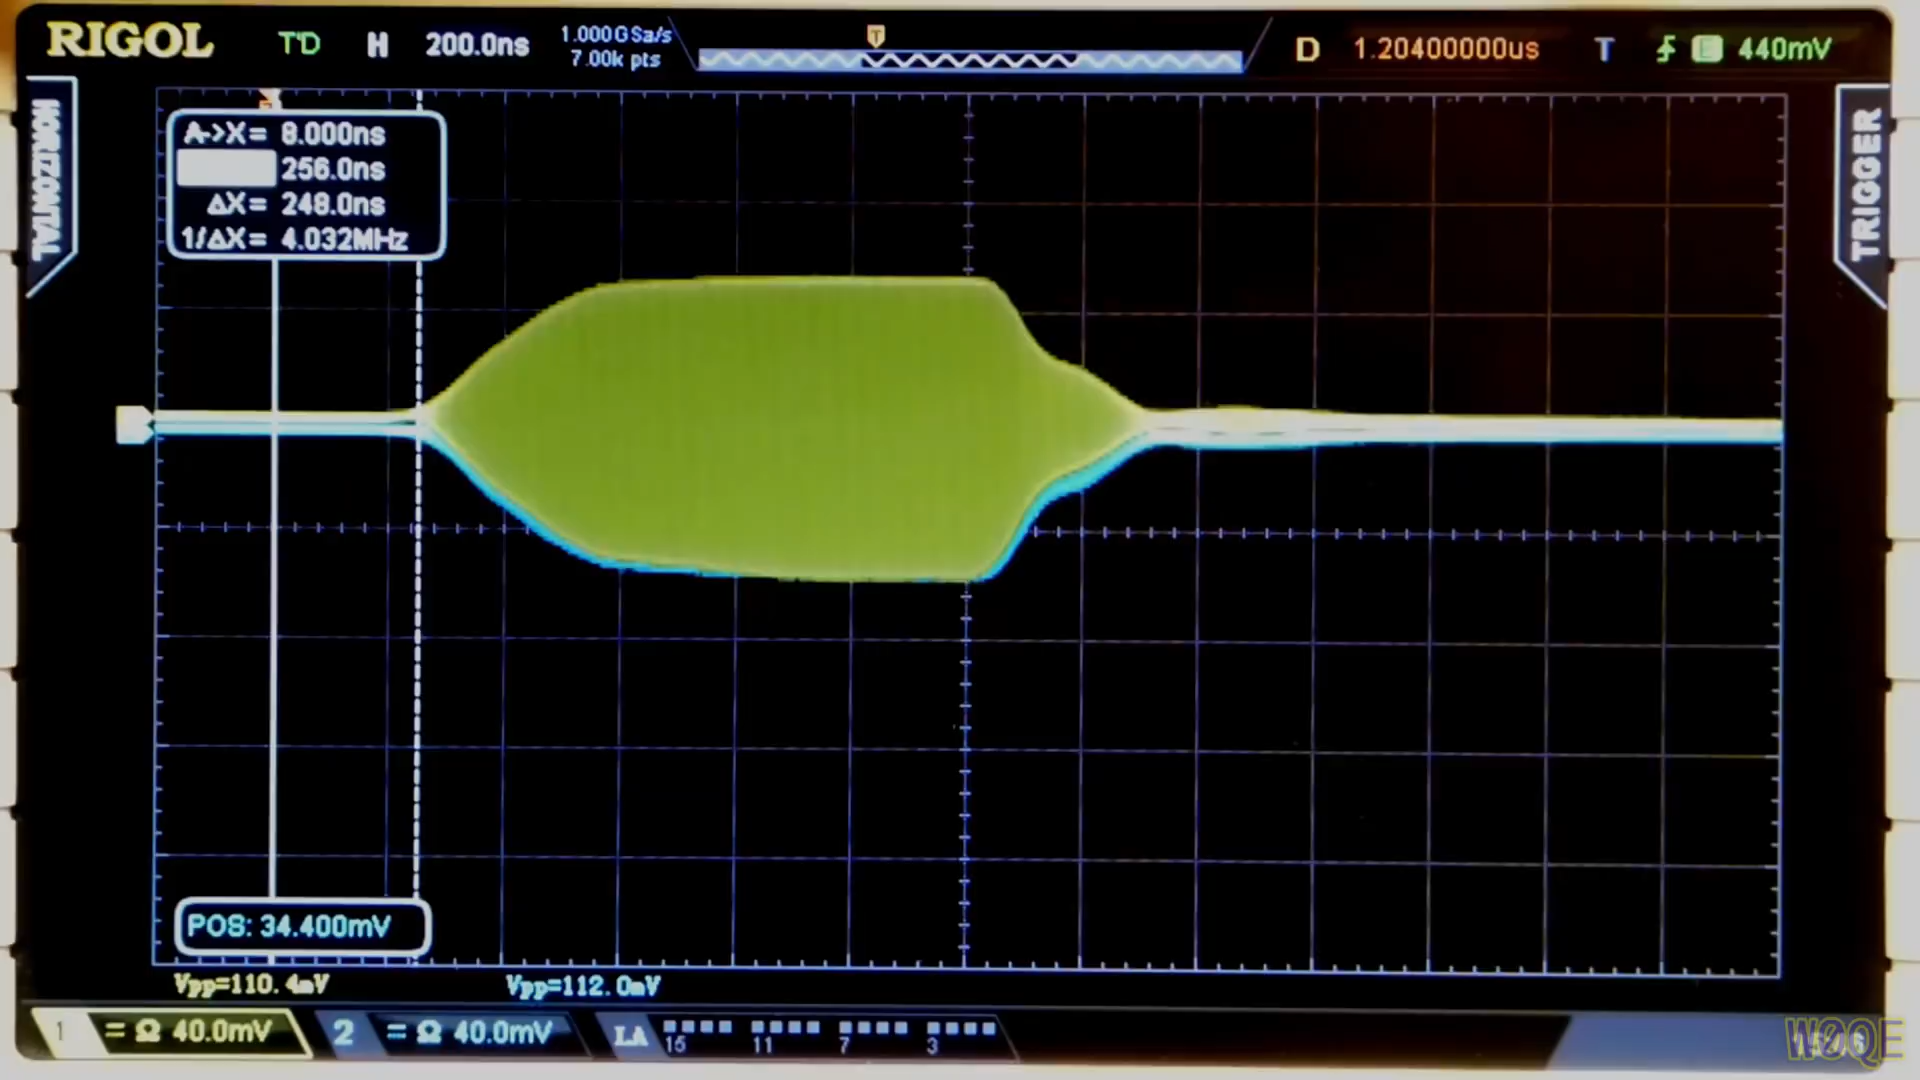 RIGOL T'D H 200.0ns 1.000GSa/s D 1.20400000us T E 440mV
7.00k pts
T
HORIZONTAL
TRIGGER
A->X= 8.000ns
256.0ns
ΔX= 248.0ns
1/ΔX= 4.032MHz
POS: 34.400mV
Vpp=110.4mV Vpp=112.0mV
1 = Ω 40.0mV 2 = Ω 40.0mV LA 15 11 7 3
WØQE